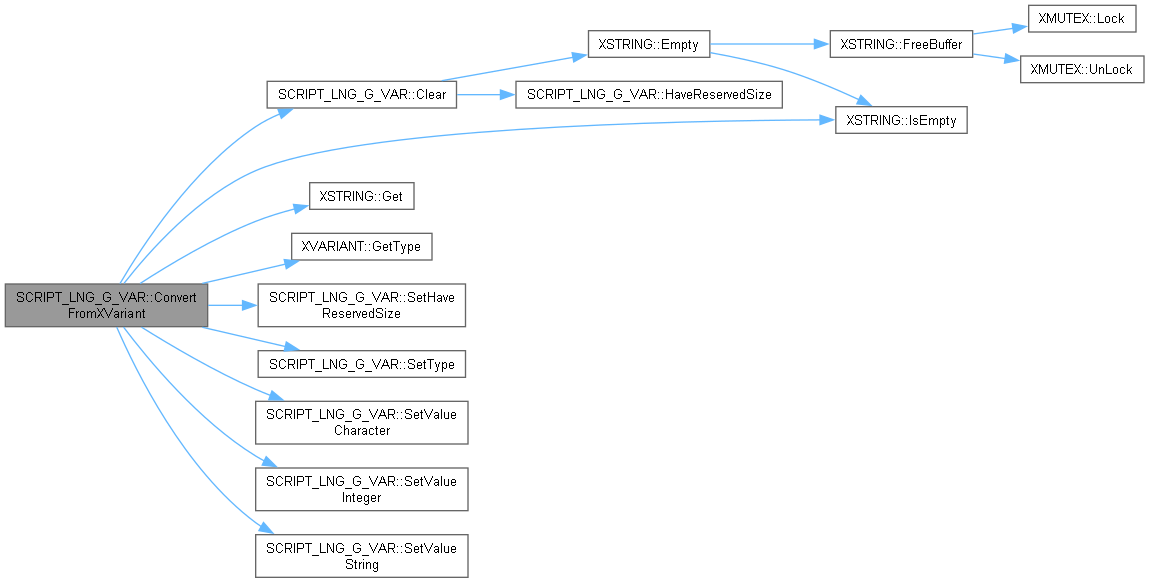 XMUTEX::Lock
XSTRING::Empty
XSTRING::FreeBuffer
XMUTEX::UnLock
SCRIPT_LNG_G_VAR::Clear
SCRIPT_LNG_G_VAR::HaveReservedSize
XSTRING::IsEmpty
XSTRING::Get
XVARIANT::GetType
SCRIPT_LNG_G_VAR::Convert
FromXVariant
SCRIPT_LNG_G_VAR::SetHave
ReservedSize
SCRIPT_LNG_G_VAR::SetType
SCRIPT_LNG_G_VAR::SetValue
Character
SCRIPT_LNG_G_VAR::SetValue
Integer
SCRIPT_LNG_G_VAR::SetValue
String